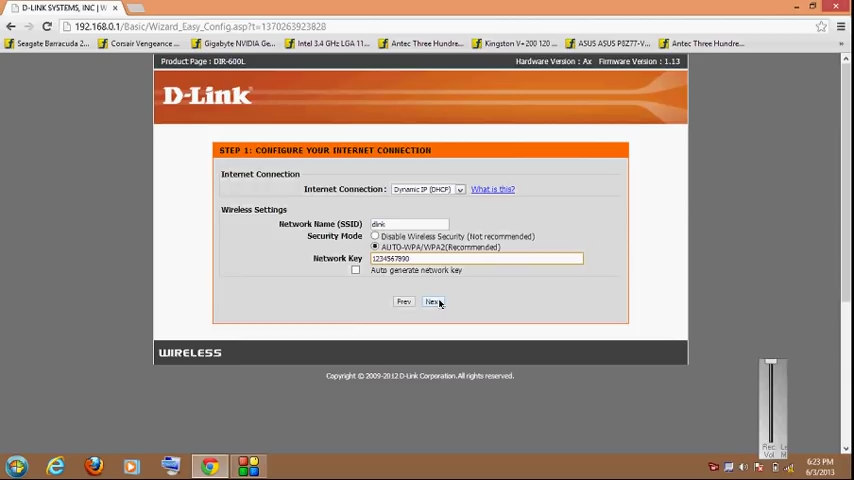 D-LINK SYSTEMS, INC | W
192.168.0.1/Basic/Wizard_Easy_Config.asp?t=1370263923828
Seagate Barracuda 2... Corsair Vengeance ... Gigabyte NVIDIA Ge... Intel 3.4 GHz LGA 11... Antec Three Hundre... Kingston V+200 120 ... ASUS ASUS P8Z77-V... Antec Three Hundre...
Product Page : DIR-600L Hardware Version : Ax Firmware Version : 1.13
D-Link
STEP 1: CONFIGURE YOUR INTERNET CONNECTION
Internet Connection
Internet Connection : Dynamic IP (DHCP) What is this?
Wireless Settings
Network Name (SSID) dlink
Security Mode Disable Wireless Security (Not recommended)
AUTO-WPA/WPA2(Recommended)
Network Key 1234567890
Auto generate network key
Prev Next
WIRELESS
Copyright © 2009-2012 D-Link Corporation.All rights reserved.
Rec
Vol
6:23 PM
6/3/2013